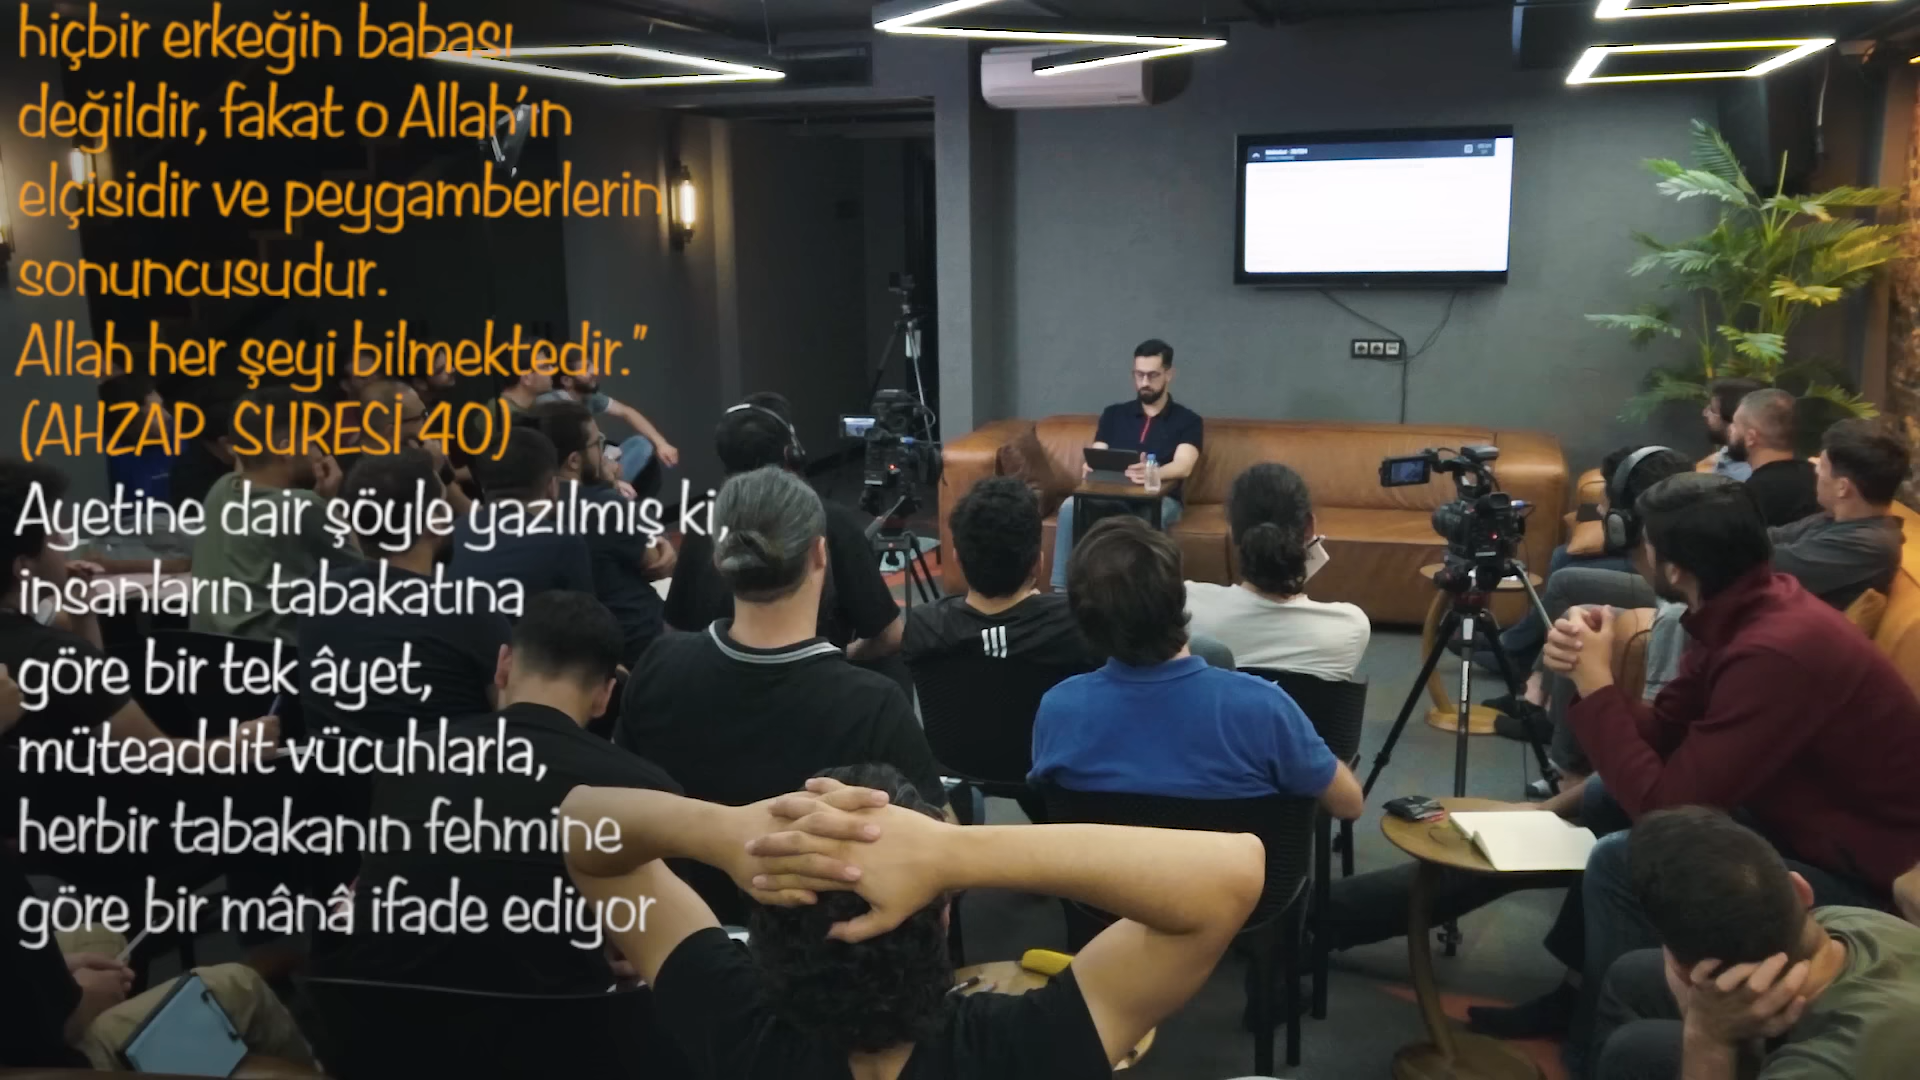 hiçbir erkeğin babası
değildir, fakat o Allah'ın
elçisidir ve peygamberlerin
sonuncusudur.
Allah her şeyi bilmektedir."
(AHZAP SURESİ 40)
Ayetine dair şöyle yazılmış ki,
insanların tabakatına
göre bir tek âyet,
müteaddit vücuhlarla,
herbir tabakanın fehmine
göre bir mânâ ifade ediyor